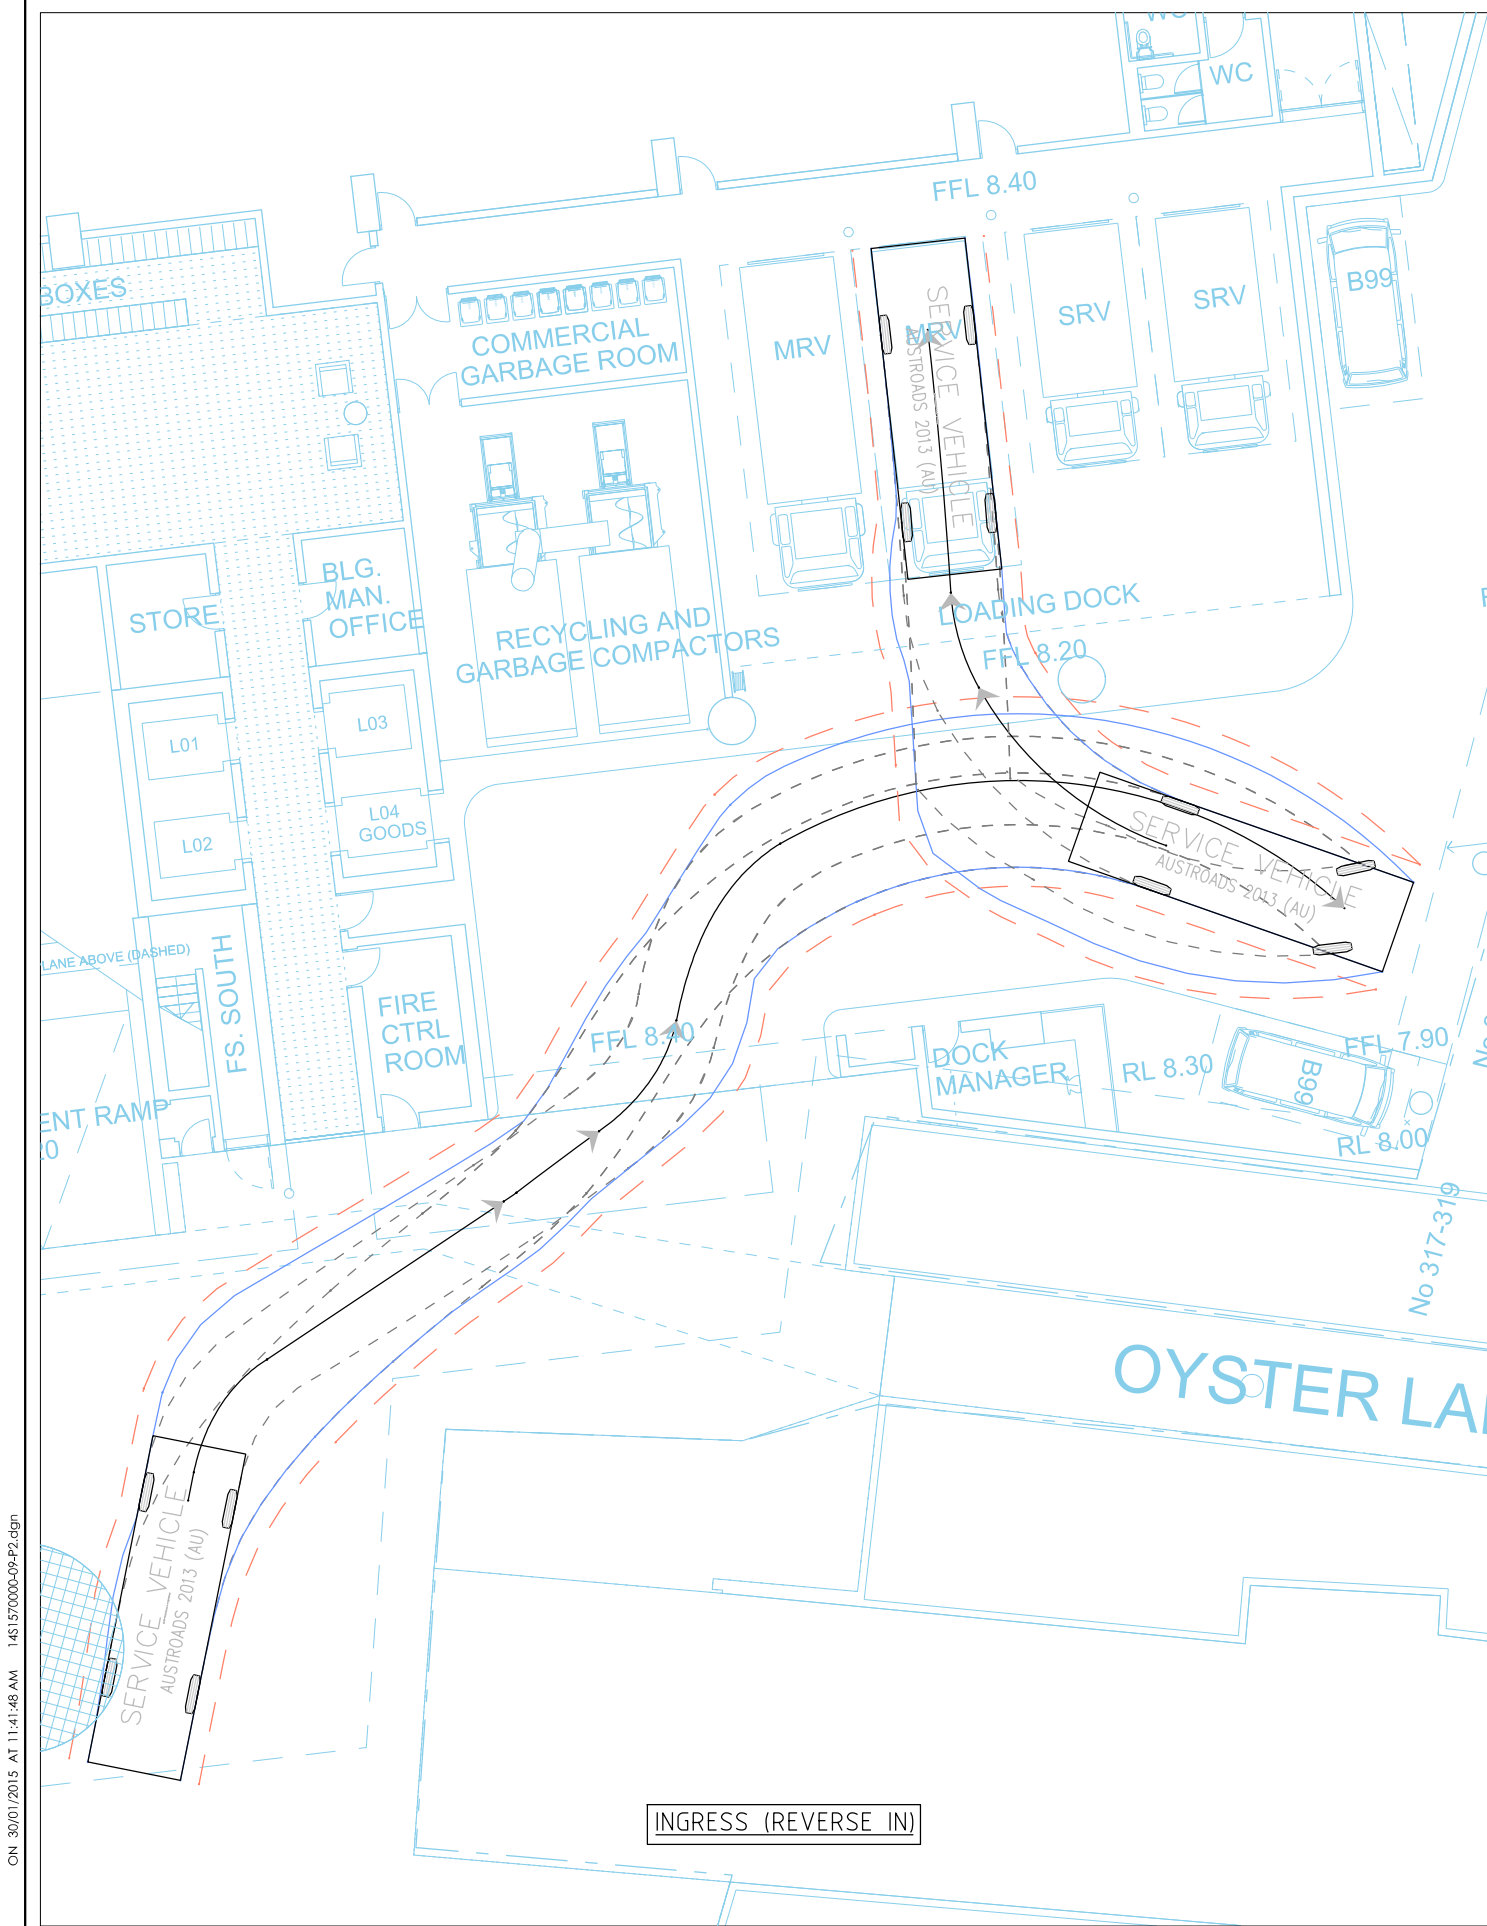 WC
FFL 8.40
BOXES
B99
SRV
SRV
MRV
MRV
COMMERCIAL
GARBAGE ROOM
SERVICE VEHICLE
AUSTROADS 2013 (AU)
BLG.
MAN.
OFFICE
STORE
RECYCLING AND
GARBAGE COMPACTORS
LOADING DOCK
FFL 8.20
L01
L03
L02
L04
GOODS
SERVICE VEHICLE
AUSTROADS 2013 (AU)
LANE ABOVE (DASHED)
FS. SOUTH
FIRE
CTRL
ROOM
FFL 8.40
DOCK
MANAGER
RL 8.30
B99
FFL 7.90
RL 8.00
ENT RAMP
20
No 317-319
OYSTER LA
SERVICE VEHICLE
AUSTROADS 2013 (AU)
INGRESS (REVERSE IN)
ON 30/01/2015 AT 11:41:48 AM 14S1570000-09-P2.dgn